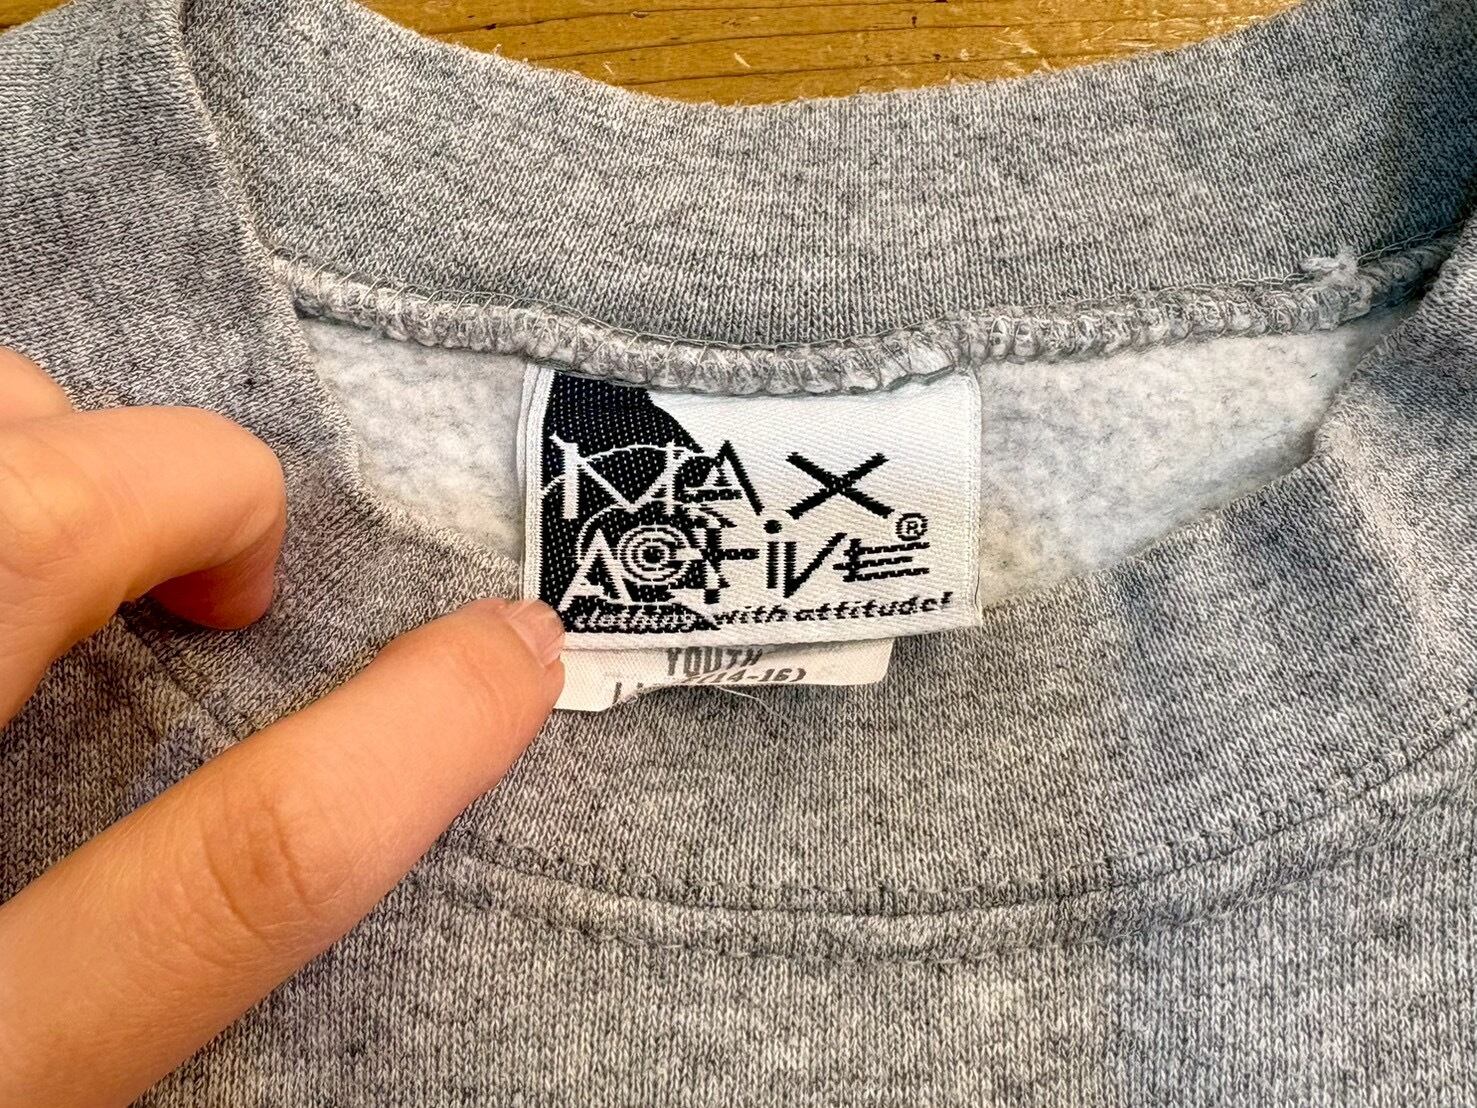 MAX
Active®
clothing with attitude!
YOUTH
L (14-16)